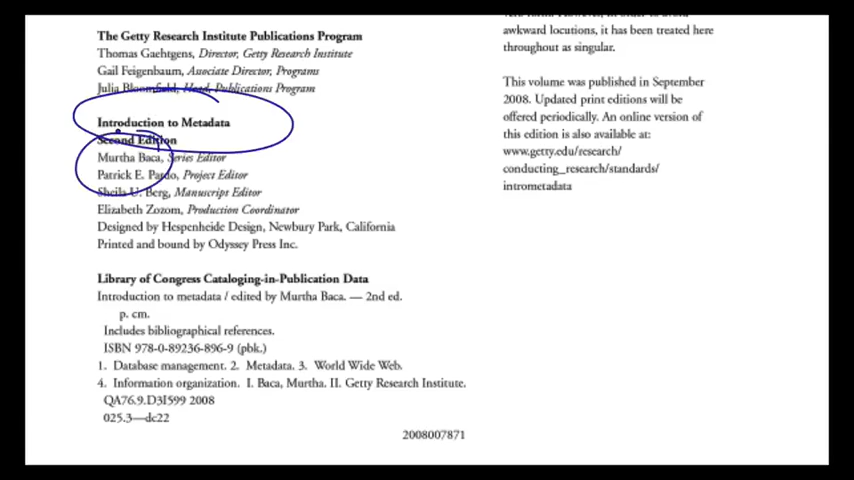 The Getty Research Institute Publications Program
Thomas Gaehtgens, Director, Getty Research Institute
Gail Feigenbaum, Associate Director, Programs
Julia Bloomfield, Head, Publications Program
Introduction to Metadata
Second Edition
Murtha Baca, Series Editor
Patrick E. Pardo, Project Editor
Sheila U. Berg, Manuscript Editor
Elizabeth Zozom, Production Coordinator
Designed by Hespenheide Design, Newbury Park, California
Printed and bound by Odyssey Press Inc.
Library of Congress Cataloging-in-Publication Data
Introduction to metadata / edited by Murtha Baca. — 2nd ed.
p. cm.
Includes bibliographical references.
ISBN 978-0-89236-896-9 (pbk.)
1. Database management. 2. Metadata. 3. World Wide Web.
4. Information organization. I. Baca, Murtha. II. Getty Research Institute.
QA76.9.D3I599 2008
025.3—dc22
2008007871
awkward locutions, it has been treated here
throughout as singular.
This volume was published in September
2008. Updated print editions will be
offered periodically. An online version of
this edition is also available at:
www.getty.edu/research/
conducting_research/standards/
intrometadata